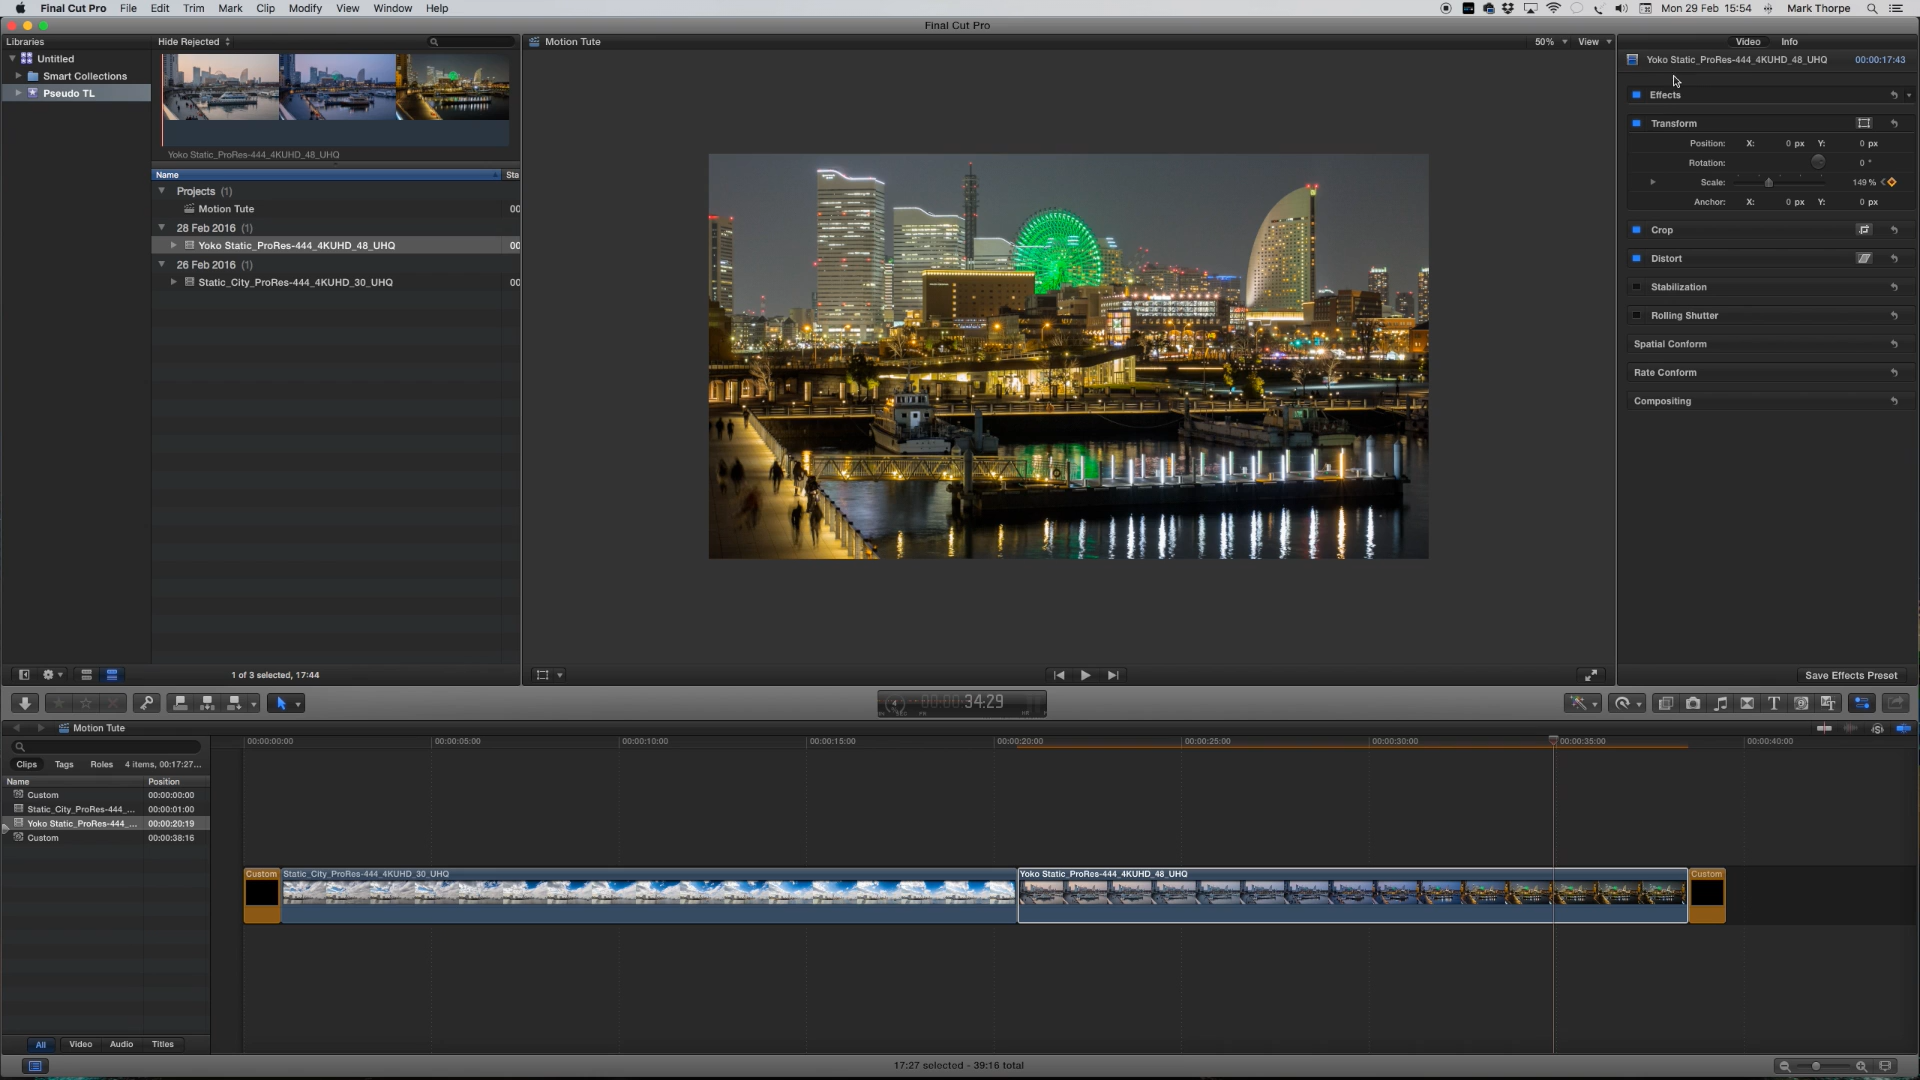 Final Cut Pro File Edit Trim Mark Clip Modify View Window Help Mon 29 Feb 15:54 Mark Thorpe
Final Cut Pro
Libraries
Hide Rejected
Motion Tute
50% View
Video Info
Untitled
Smart Collections
Pseudo TL
Yoko Static_ProRes-444_4KUHD_48_UHQ
Name Sta
Projects (1)
Motion Tute 00
28 Feb 2016 (1)
Yoko Static_ProRes-444_4KUHD_48_UHQ 00
26 Feb 2016 (1)
Static_City_ProRes-444_4KUHD_30_UHQ 00
1 of 3 selected, 17:44
Yoko Static_ProRes-444_4KUHD_48_UHQ 00:00:17:43
Effects
Transform
Position: X: 0 px Y: 0 px
Rotation: 0 °
Scale: 149 %
Anchor: X: 0 px Y: 0 px
Crop
Distort
Stabilization
Rolling Shutter
Spatial Conform
Rate Conform
Compositing
Save Effects Preset
00:00:34:29
Motion Tute
Clips Tags Roles 4 items, 00:17:27...
Name Position
Custom 00:00:00:00
Static_City_ProRes-444_... 00:00:01:00
Yoko Static_ProRes-444_... 00:00:20:19
Custom 00:00:38:16
00:00:00:00 00:00:05:00 00:00:10:00 00:00:15:00 00:00:20:00 00:00:25:00 00:00:30:00 00:00:35:00 00:00:40:00
Custom Static_City_ProRes-444_4KUHD_30_UHQ Yoko Static_ProRes-444_4KUHD_48_UHQ Custom
All Video Audio Titles
17:27 selected - 39:16 total